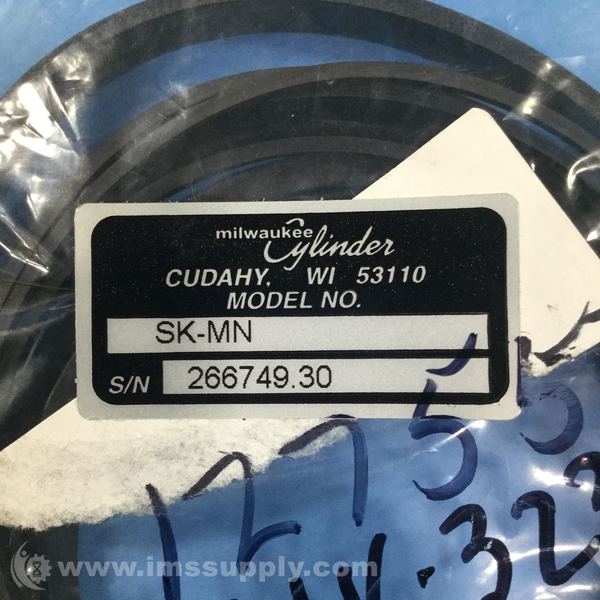 milwaukee Cylinder
CUDAHY, WI 53110
MODEL NO.
SK-MN
S/N 266749.30
www.imssupply.com